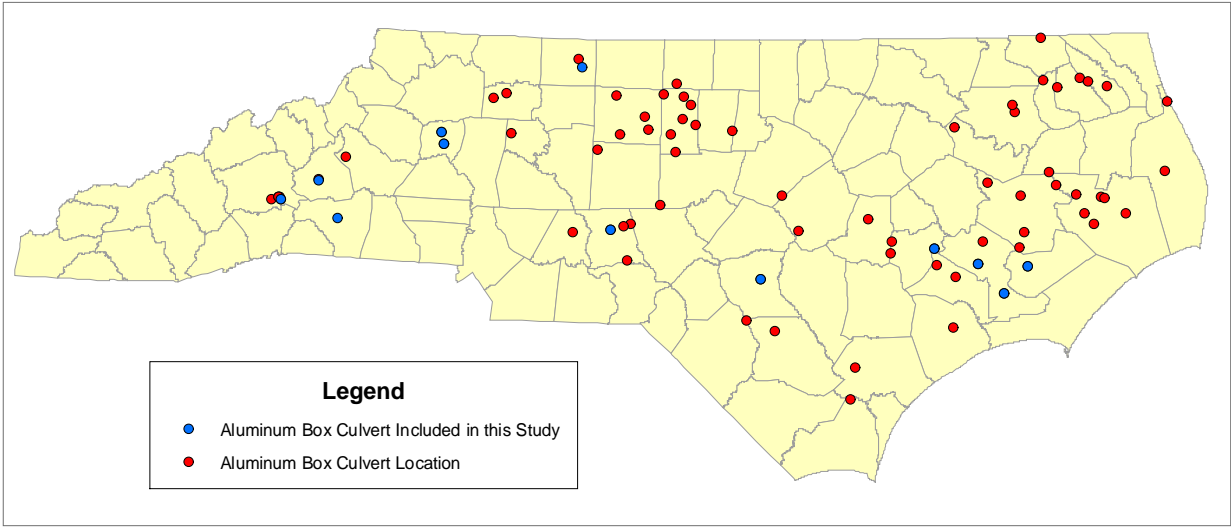 Legend
Aluminum Box Culvert Included in this Study
Aluminum Box Culvert Location